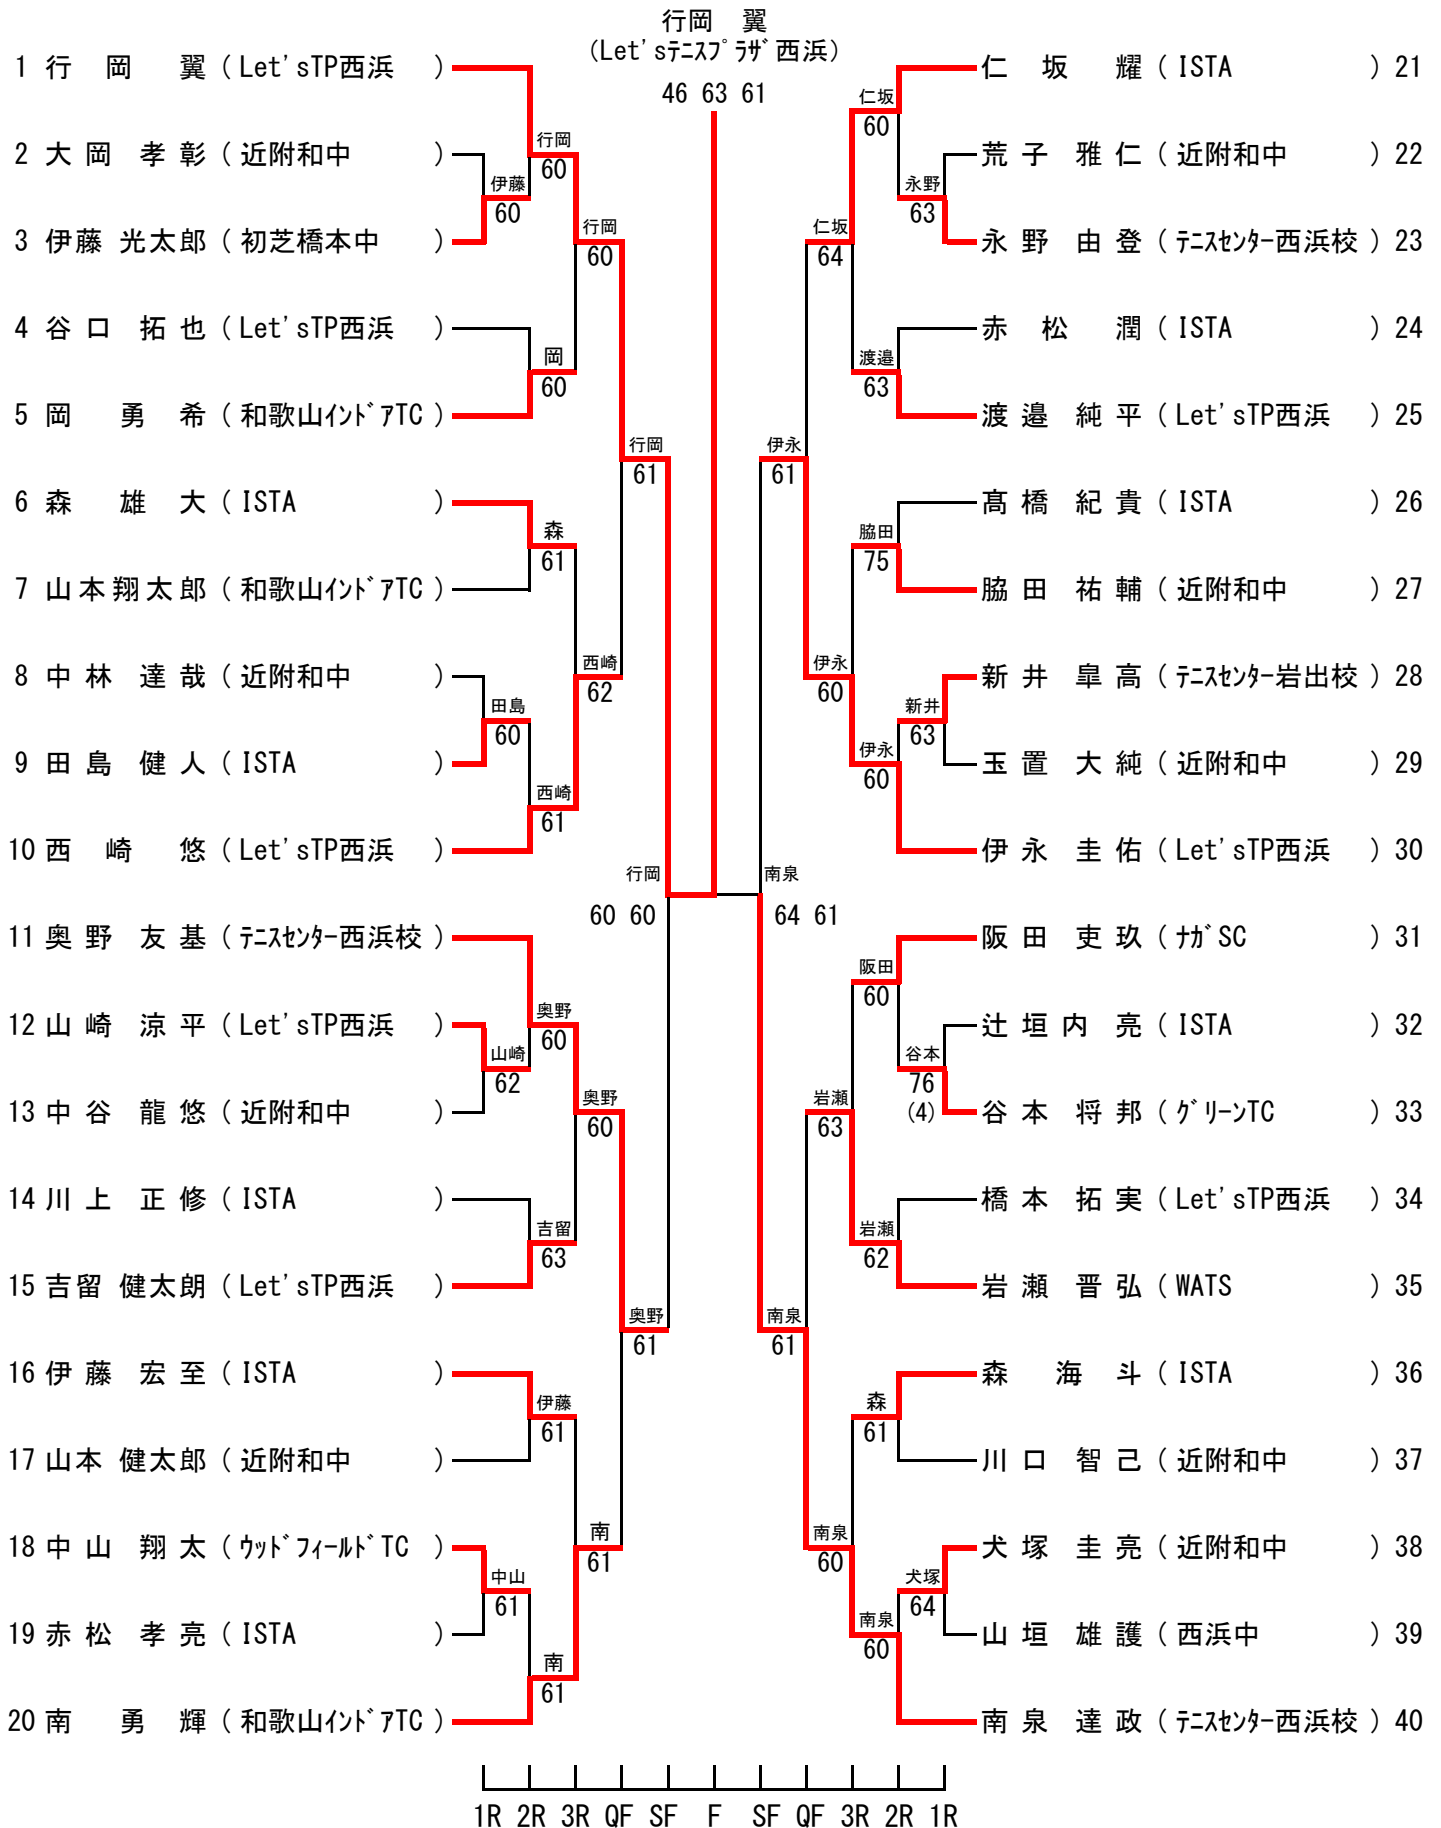 行岡　翼
(Let'sﾃﾆｽﾌﾟﾗｻﾞ西浜)
46 63 61
1 行 岡 翼 ( Let'sTP西浜 )
2 大 岡 孝 彰 ( 近附和中 )
3 伊藤 光太郎 ( 初芝橋本中 )
4 谷 口 拓 也 ( Let'sTP西浜 )
5 岡 勇 希 ( 和歌山ｲﾝﾄﾞｱTC )
6 森 雄 大 ( ISTA )
7 山本翔太郎 ( 和歌山ｲﾝﾄﾞｱTC )
8 中 林 達 哉 ( 近附和中 )
9 田 島 健 人 ( ISTA )
10 西 崎 悠 ( Let'sTP西浜 )
11 奥 野 友 基 ( ﾃﾆｽｾﾝﾀｰ西浜校 )
12 山 崎 涼 平 ( Let'sTP西浜 )
13 中 谷 龍 悠 ( 近附和中 )
14 川 上 正 修 ( ISTA )
15 吉留 健太朗 ( Let'sTP西浜 )
16 伊 藤 宏 至 ( ISTA )
17 山本 健太郎 ( 近附和中 )
18 中 山 翔 太 ( ｳｯﾄﾞﾌｨｰﾙﾄﾞTC )
19 赤 松 孝 亮 ( ISTA )
20 南 勇 輝 ( 和歌山ｲﾝﾄﾞｱTC )
伊藤
60
田島
60
山崎
62
中山
61
行岡
60
岡
60
森
61
西崎
61
奥野
60
吉留
63
伊藤
61
南
61
行岡
60
西崎
62
奥野
60
南
61
行岡
61
奥野
61
行岡
60 60
南泉
64 61
伊永
61
南泉
61
仁坂
64
伊永
60
岩瀬
63
南泉
60
仁坂
60
渡邉
63
脇田
75
伊永
60
阪田
60
岩瀬
62
森
61
南泉
60
永野
63
新井
63
谷本
76
(4)
犬塚
64
仁 坂 耀 ( ISTA ) 21
荒 子 雅 仁 ( 近附和中 ) 22
永 野 由 登 ( ﾃﾆｽｾﾝﾀｰ西浜校 ) 23
赤 松 潤 ( ISTA ) 24
渡 邉 純 平 ( Let'sTP西浜 ) 25
髙 橋 紀 貴 ( ISTA ) 26
脇 田 祐 輔 ( 近附和中 ) 27
新 井 皐 高 ( ﾃﾆｽｾﾝﾀｰ岩出校 ) 28
玉 置 大 純 ( 近附和中 ) 29
伊 永 圭 佑 ( Let'sTP西浜 ) 30
阪 田 吏 玖 ( ﾅｶﾞSC ) 31
辻 垣 内 亮 ( ISTA ) 32
谷 本 将 邦 ( ｸﾞﾘｰﾝTC ) 33
橋 本 拓 実 ( Let'sTP西浜 ) 34
岩 瀬 晋 弘 ( WATS ) 35
森 海 斗 ( ISTA ) 36
川 口 智 己 ( 近附和中 ) 37
犬 塚 圭 亮 ( 近附和中 ) 38
山 垣 雄 護 ( 西浜中 ) 39
南 泉 達 政 ( ﾃﾆｽｾﾝﾀｰ西浜校 ) 40
1R 2R 3R QF SF F SF QF 3R 2R 1R